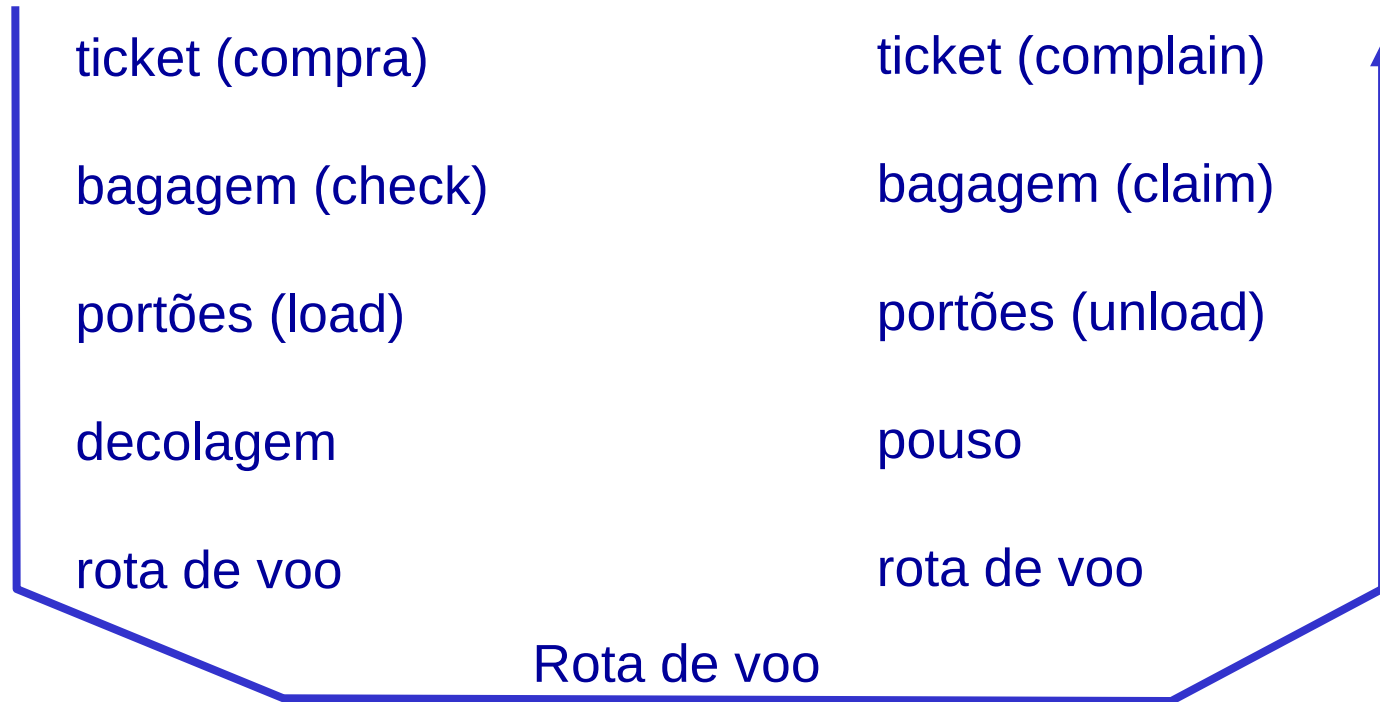 ticket (compra)
bagagem (check)
portões (load)
decolagem
rota de voo
ticket (complain)
bagagem (claim)
portões (unload)
pouso
rota de voo
Rota de voo